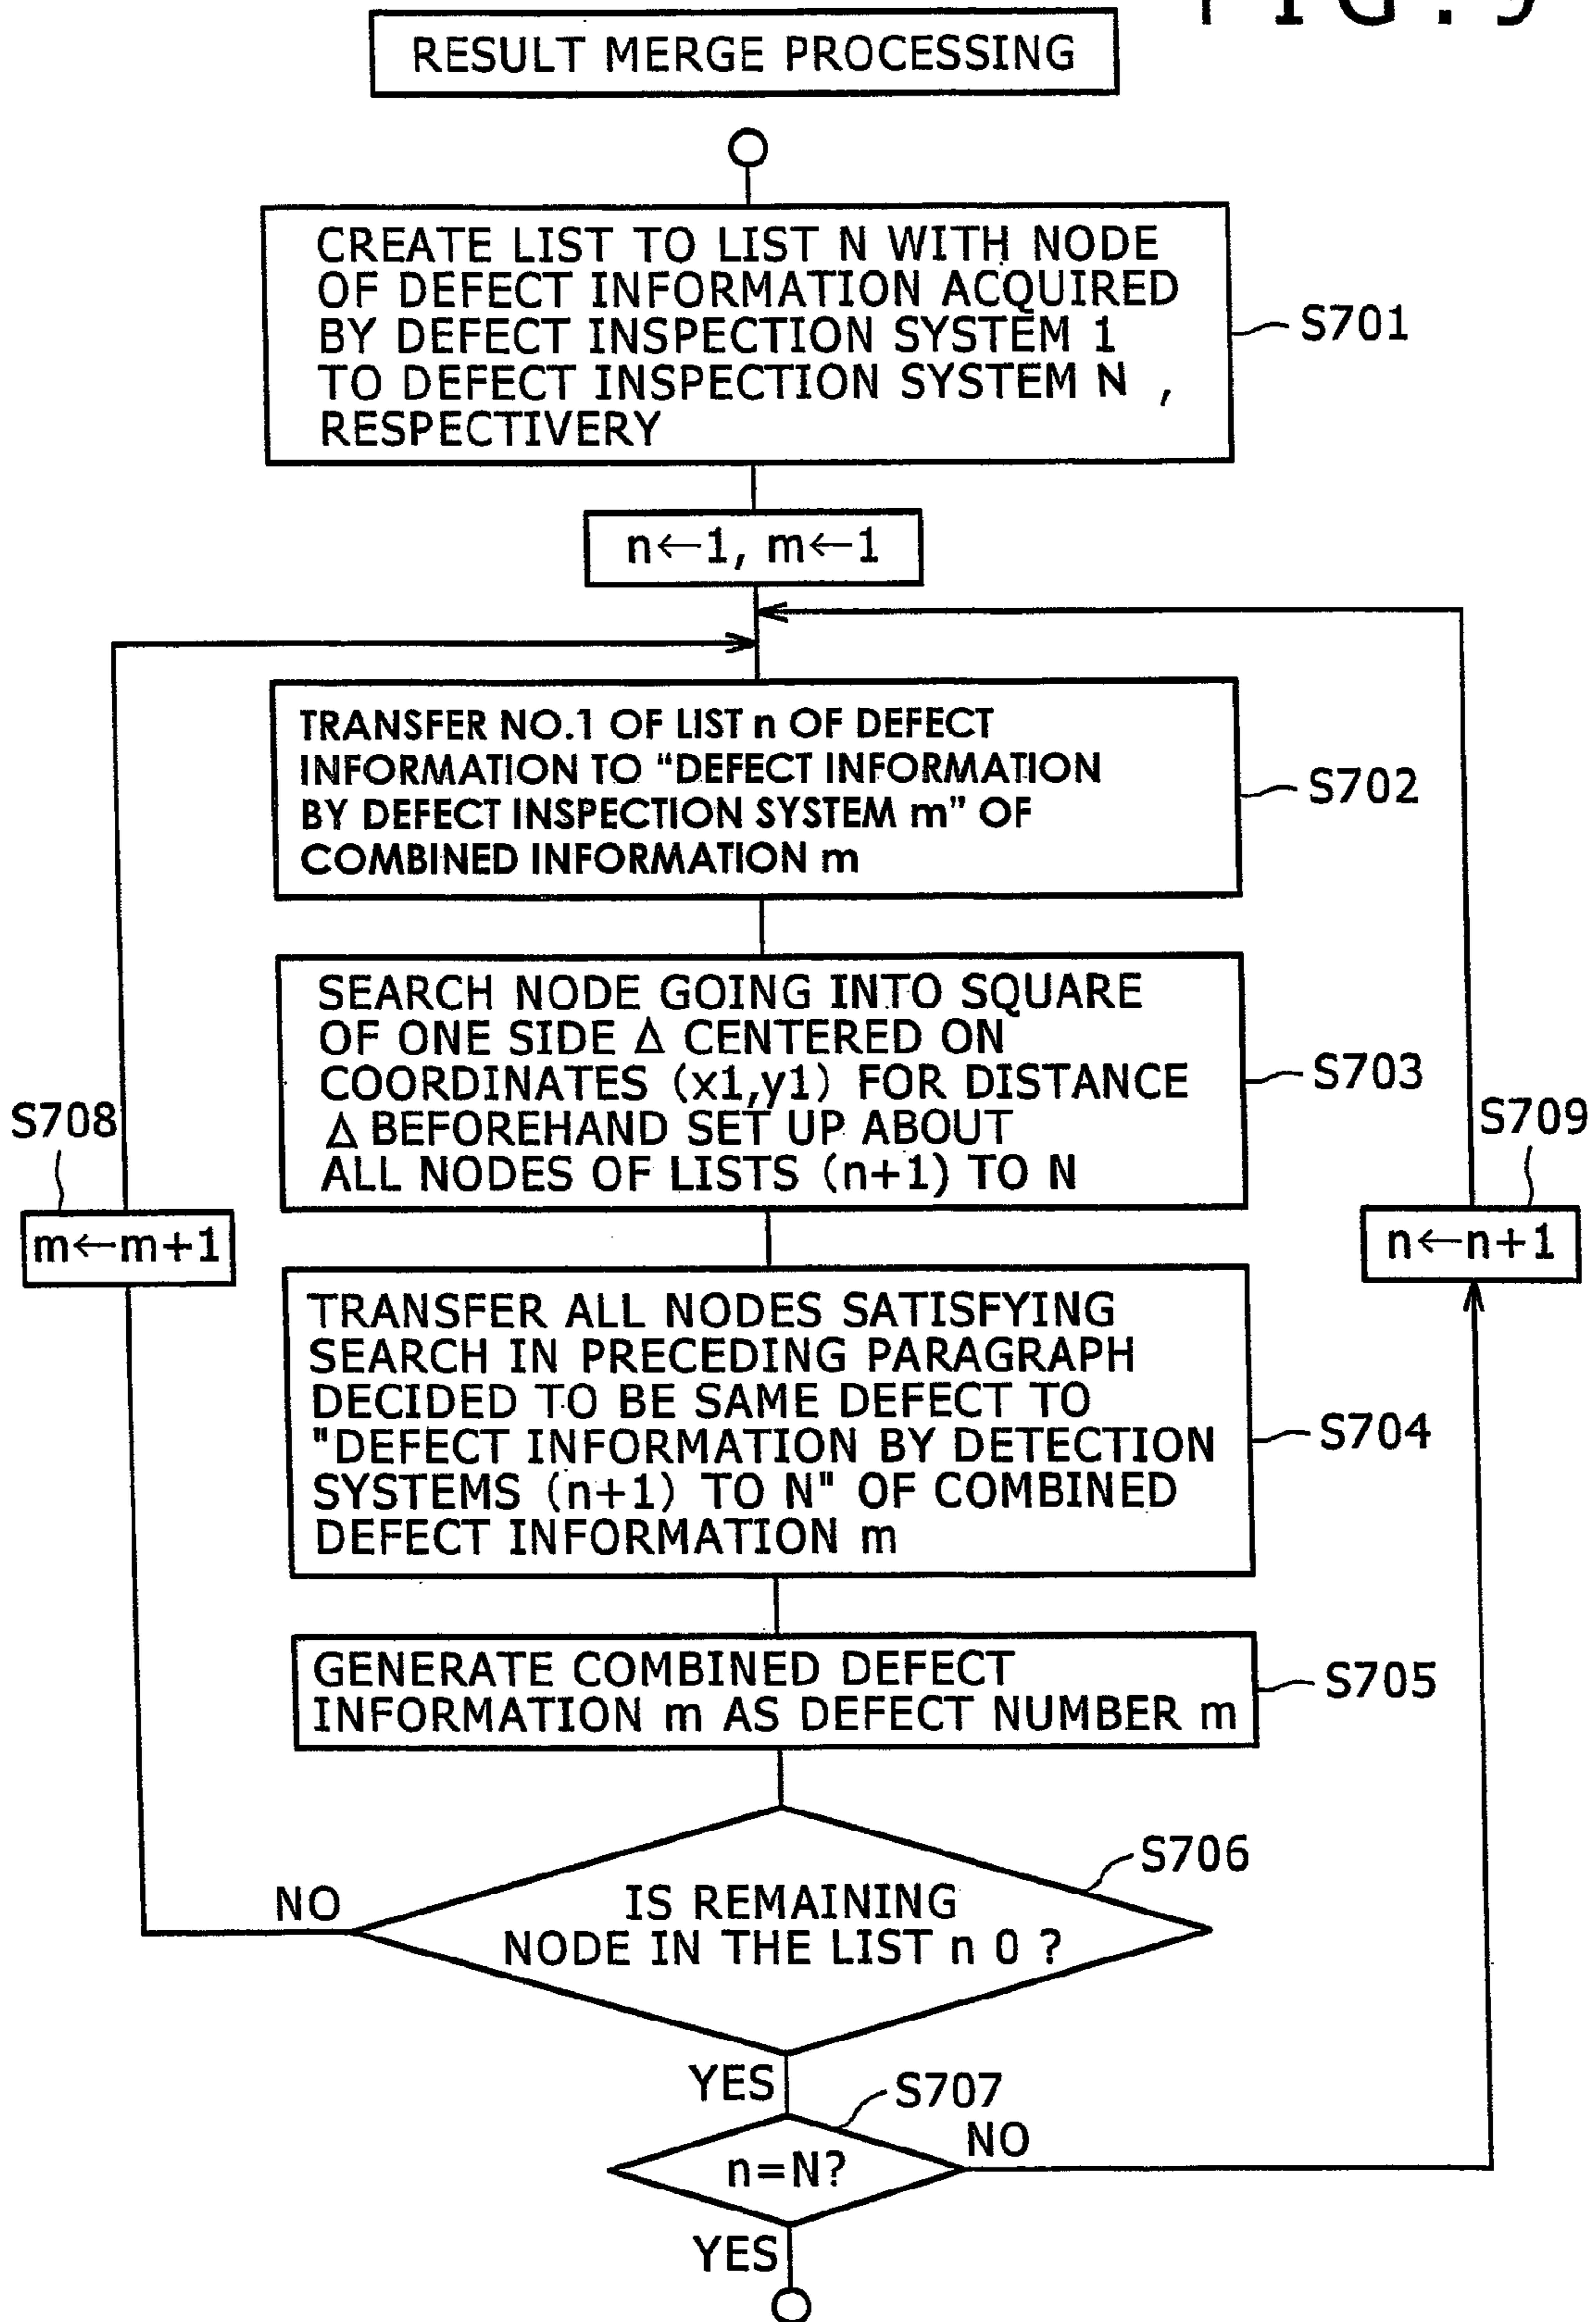 FIG.9
RESULT MERGE PROCESSING
CREATE LIST TO LIST N WITH NODE
OF DEFECT INFORMATION ACQUIRED
BY DEFECT INSPECTION SYSTEM 1
TO DEFECT INSPECTION SYSTEM N ,
RESPECTIVERY
S701
n←1, m←1
TRANSFER NO.1 OF LIST n OF DEFECT
INFORMATION TO “DEFECT INFORMATION
BY DEFECT INSPECTION SYSTEM m” OF
COMBINED INFORMATION m
S702
SEARCH NODE GOING INTO SQUARE
OF ONE SIDE Δ CENTERED ON
COORDINATES (x1,y1) FOR DISTANCE
Δ BEFOREHAND SET UP ABOUT
ALL NODES OF LISTS (n+1) TO N
S703
S708
m←m+1
S709
n←n+1
TRANSFER ALL NODES SATISFYING
SEARCH IN PRECEDING PARAGRAPH
DECIDED TO BE SAME DEFECT TO
"DEFECT INFORMATION BY DETECTION
SYSTEMS (n+1) TO N" OF COMBINED
DEFECT INFORMATION m
S704
GENERATE COMBINED DEFECT
INFORMATION m AS DEFECT NUMBER m
S705
S706
NO
IS REMAINING
NODE IN THE LIST n 0 ?
YES
S707
NO
n=N?
YES